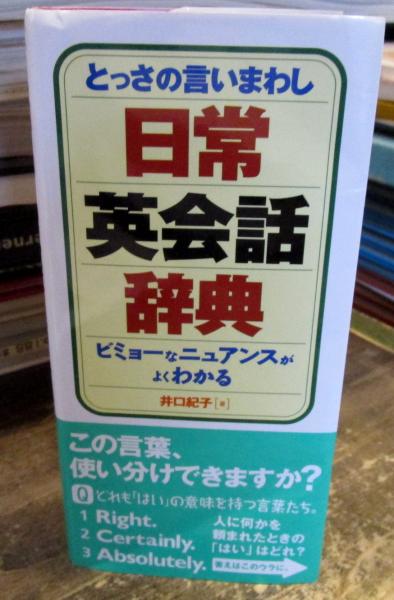 とっさの言いまわし
日常
英会話
辞典
ビミョーなニュアンスが
よくわかる
井口紀子[著]
この言葉、
使い分けできますか?
Q どれも「はい」の意味を持つ言葉たち。
1 Right.
2 Certainly.
3 Absolutely.
人に何かを
頼まれたときの
「はい」はどれ?
答えはこのウラに。